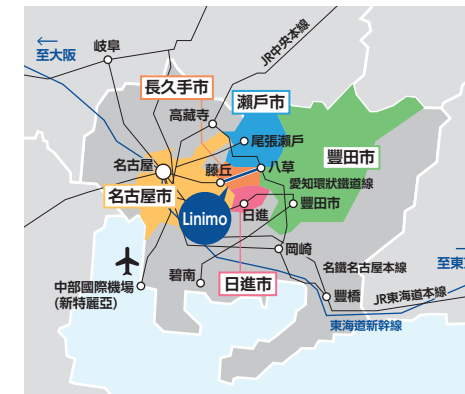 ←
至大阪
岐阜
JR中央本線
長久手市
瀨戶市
高藏寺
尾張瀨戶
豐田市
名古屋
藤丘
八草
愛知環狀鐵道線
名古屋市
Linimo
日進
豐田市
岡崎
名鐵名古屋本線
至東
中部國際機場
(新特麗亞)
碧南
日進市
豐橋
JR東海道本線
東海道新幹線